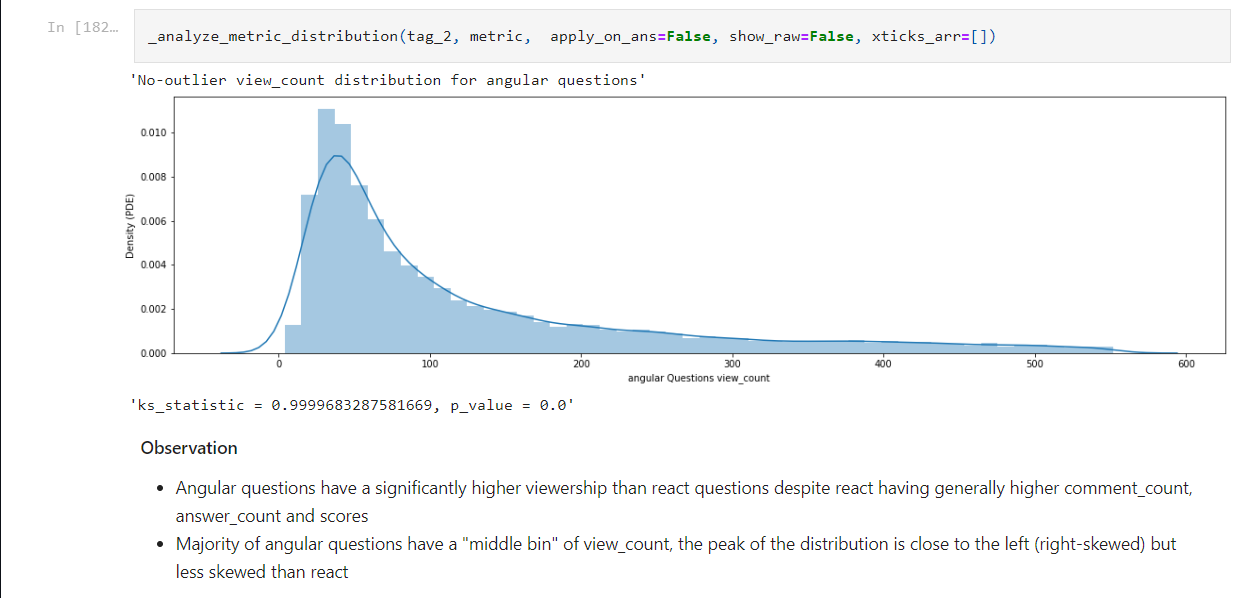 In [182…
_analyze_metric_distribution(tag_2, metric,  apply_on_ans=False, show_raw=False, xticks_arr=[])
'No-outlier view_count distribution for angular questions'
0.010
0.008
0.006
0.004
0.002
0.000
Density (PDE)
0 100 200 300 400 500 600
angular Questions view_count
'ks_statistic = 0.9999683287581669, p_value = 0.0'
Observation
• Angular questions have a significantly higher viewership than react questions despite react having generally higher comment_count,
answer_count and scores
• Majority of angular questions have a "middle bin" of view_count, the peak of the distribution is close to the left (right-skewed) but
less skewed than react